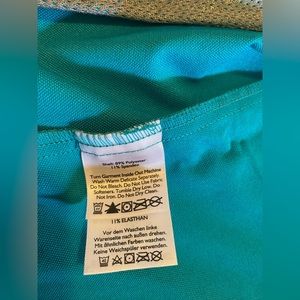 Shell: 89% Polyester
11% Spandex
Turn Garment Inside Out Machine
Wash Warm Delicate Separately.
Do Not Bleach. Do Not Use Fabric
Softeners. Tumble Dry Low. Do
Not Iron. Do Not Dry Clean.
11% ELASTHAN
Vor dem Waschen linke
Warenseite nach außen drehen.
Mit ähnlichen Farben waschen.
Keine Weichspüler verwenden.